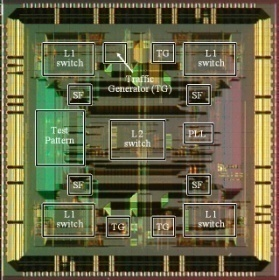 L1
switch
TG
L1
switch
Traffic
Generator (TG)
SF
SF
Test
Pattern
L2
switch
PLL
SF
SF
L1
switch
TG
TG
L1
switch